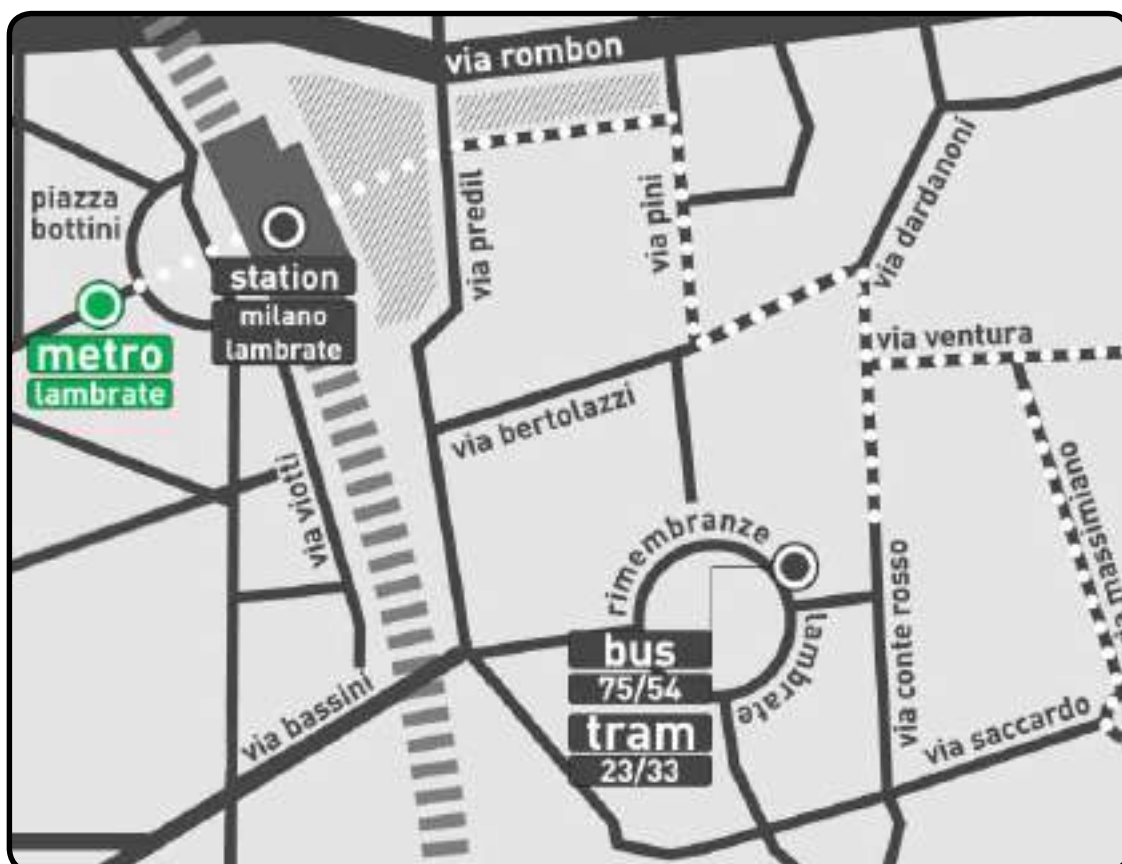 via rombon
piazza
bottini
via predil
via pini
via dardanoni
station
milano
lambrate
metro
lambrate
via ventura
via bertolazzi
via viotti
via massimiano
rimembranze
lambrate
via conte rosso
bus
75/54
tram
23/33
via bassini
via saccardo